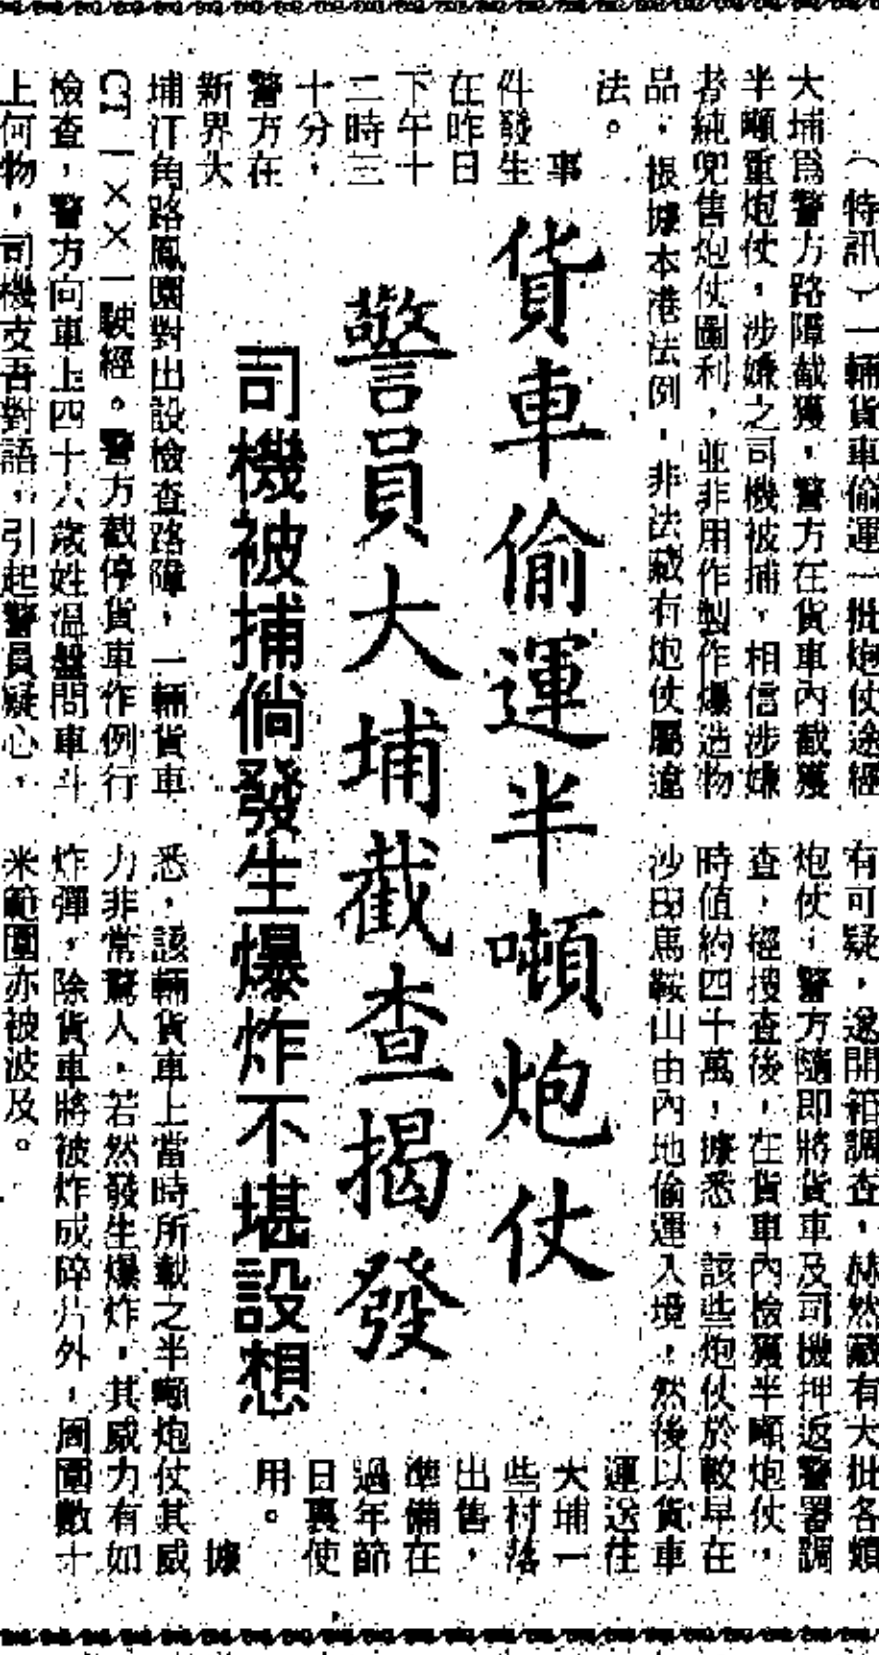 貨車偷運半噸炮仗
警員大埔截查揭發
司機被捕倘發生爆炸不堪設想
（特訊）一輛貨車偷運一批炮仗途經
大埔爲警方路障截獲，警方在貨車內截獲
半噸重炮仗，涉嫌之司機被捕，相信涉嫌
者純兜售炮仗圖利，並非用作製作爆造物
品，根據本港法例，非法藏有炮仗屬違
法。
事
件發生
在昨日
下午十
二時三
十分，
警方在
新界大
埔汀角路鳳園對出設檢查路障，一輛貨車
CT一××一駛經。警方截停貨車作例行
檢查，警方向車上四十六歲姓温盤問車斗
上何物，司機支吾對語，引起警員疑心，
有可疑，遂開箱調查，赫然藏有大批各類
炮仗，警方隨即將貨車及司機押返警署調
查，經搜查後，在貨車內檢獲半噸炮仗，
時值約四十萬，據悉，該些炮仗於較早在
沙田馬鞍山由內地偷運入境，然後以貨車
運送往
大埔一
些村落
出售，
準備在
過年節
日裏使
用。
據
悉，該輛貨車上當時所載之半噸炮仗其威
力非常驚人，若然發生爆炸，其威力有如
炸彈，除貨車將被炸成碎片外，周圍數十
米範圍亦被波及。